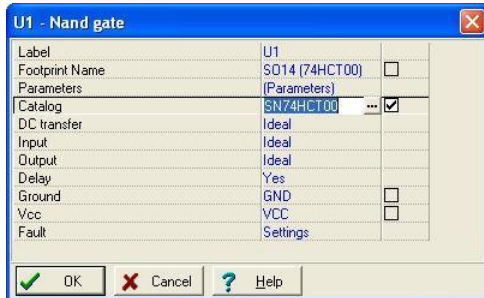 U1 - Nand gate
Label U1
Footprint Name SO14 (74HCT00)
Parameters (Parameters)
Catalog SN74HCT00 ...
DC transfer Ideal
Input Ideal
Output Ideal
Delay Yes
Ground GND
Vcc VCC
Fault Settings
OK Cancel ? Help